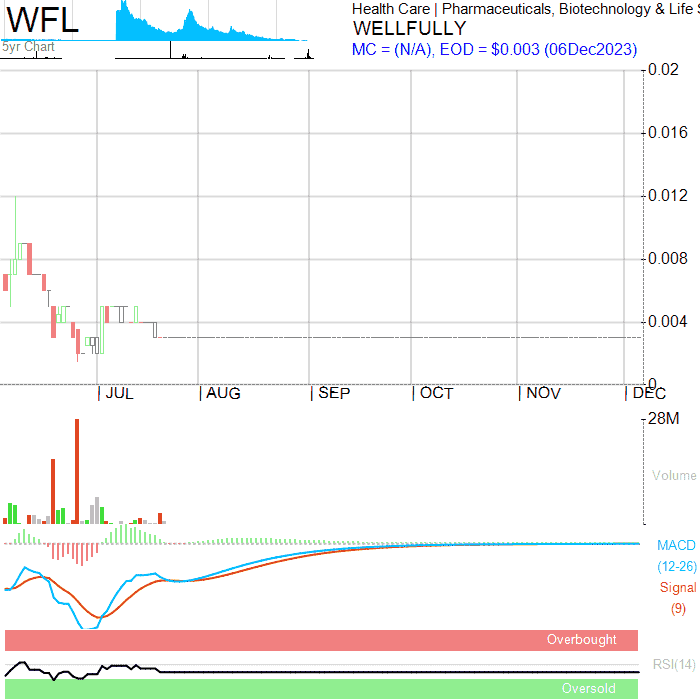 WFL
5yr Chart
Health Care | Pharmaceuticals, Biotechnology & Life S
WELLFULLY
MC = (N/A), EOD = $0.003 (06Dec2023)
0.02
0.016
0.012
0.008
0.004
0
| JUL | AUG | SEP | OCT | NOV | DEC
28M
Volume
MACD
(12-26)
Signal
(9)
Overbought
RSI(14)
Oversold